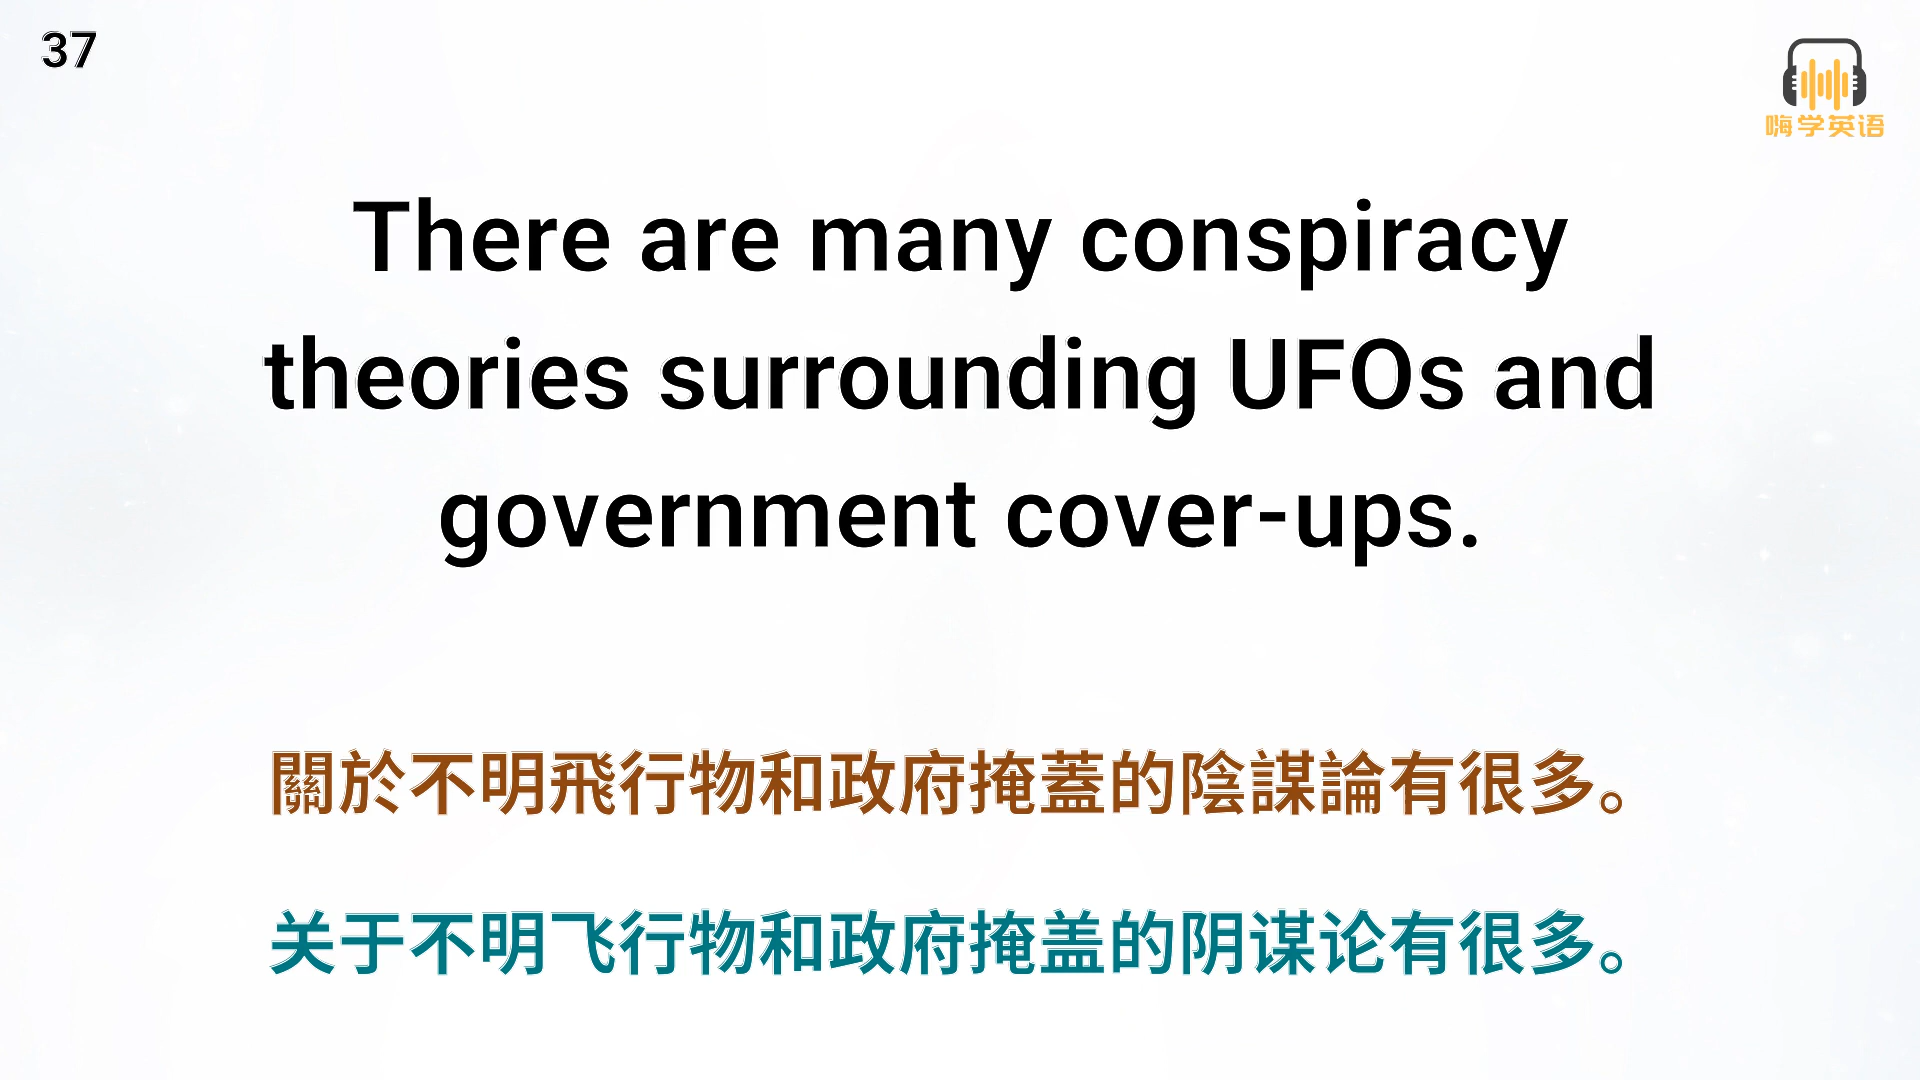 37
嗨学英语
There are many conspiracy
theories surrounding UFOs and
government cover-ups.
關於不明飛行物和政府掩蓋的陰謀論有很多。
关于不明飞行物和政府掩盖的阴谋论有很多。